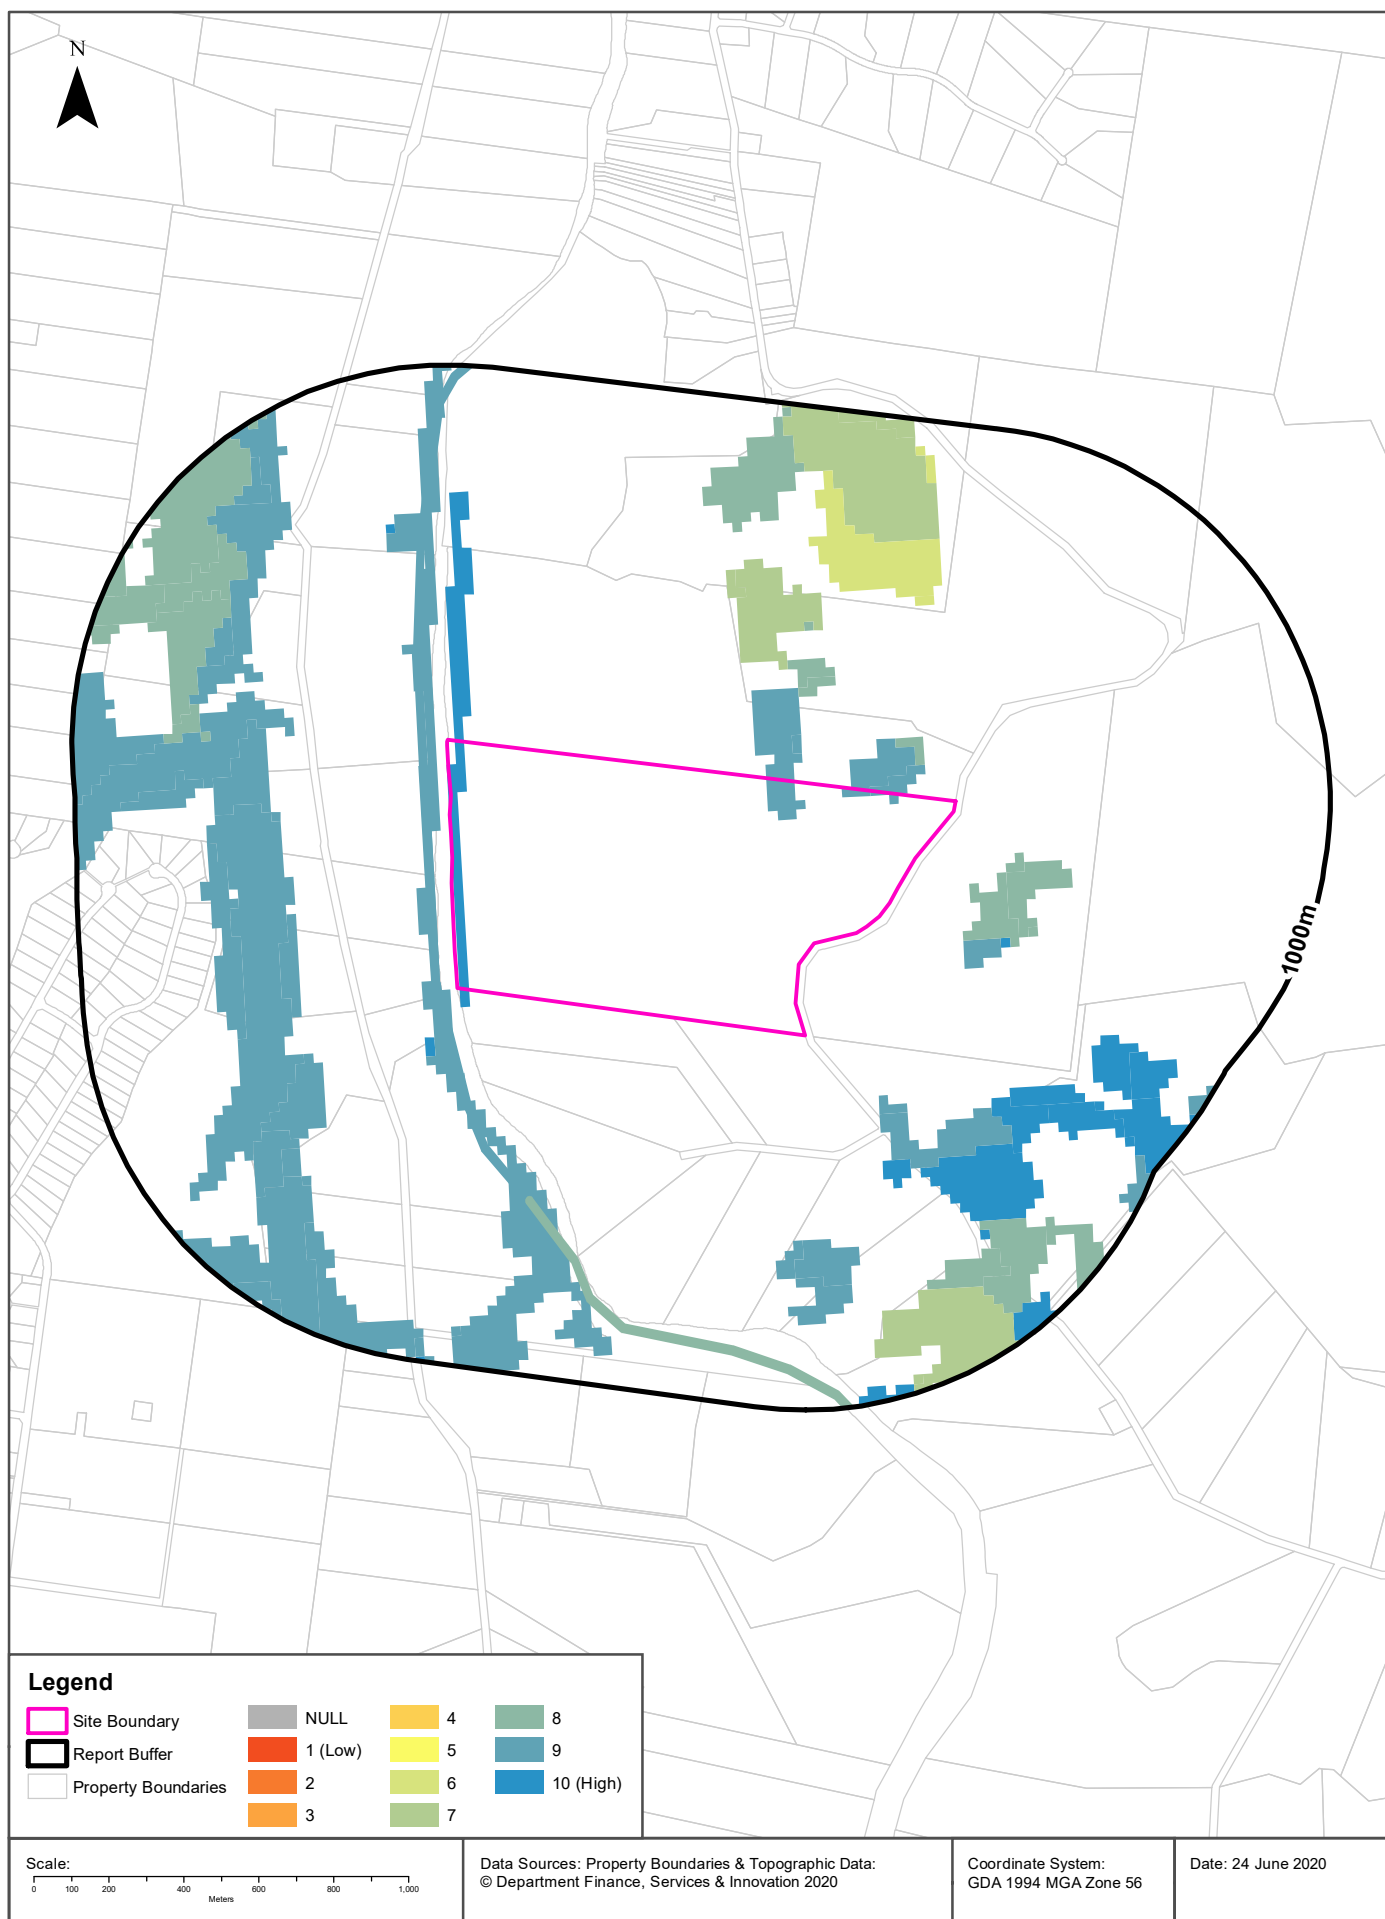 N
1000m
Legend
Site Boundary
Report Buffer
Property Boundaries
NULL
1 (Low)
2
3
4
5
6
7
8
9
10 (High)
Scale:
0 100 200 400 600 800 1,000
Meters
Data Sources: Property Boundaries & Topographic Data:
© Department Finance, Services & Innovation 2020
Coordinate System:
GDA 1994 MGA Zone 56
Date: 24 June 2020